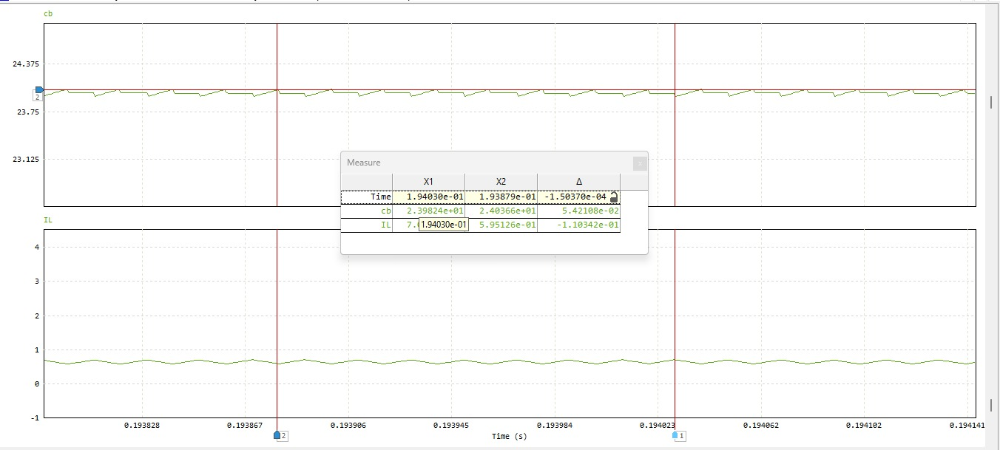 cb
24.375
2
23.75
23.125
Measure
X1 X2 Δ
Time 1.94030e-01 1.93879e-01 -1.50370e-04
cb 2.39824e+01 2.40366e+01 5.42108e-02
IL 1.94030e-01 5.95126e-01 -1.10342e-01
IL
4
3
2
1
0
-1
0.193828 0.193867 0.193906 0.193945 0.193984 0.194023 0.194062 0.194102 0.194141
2 Time (s) 1